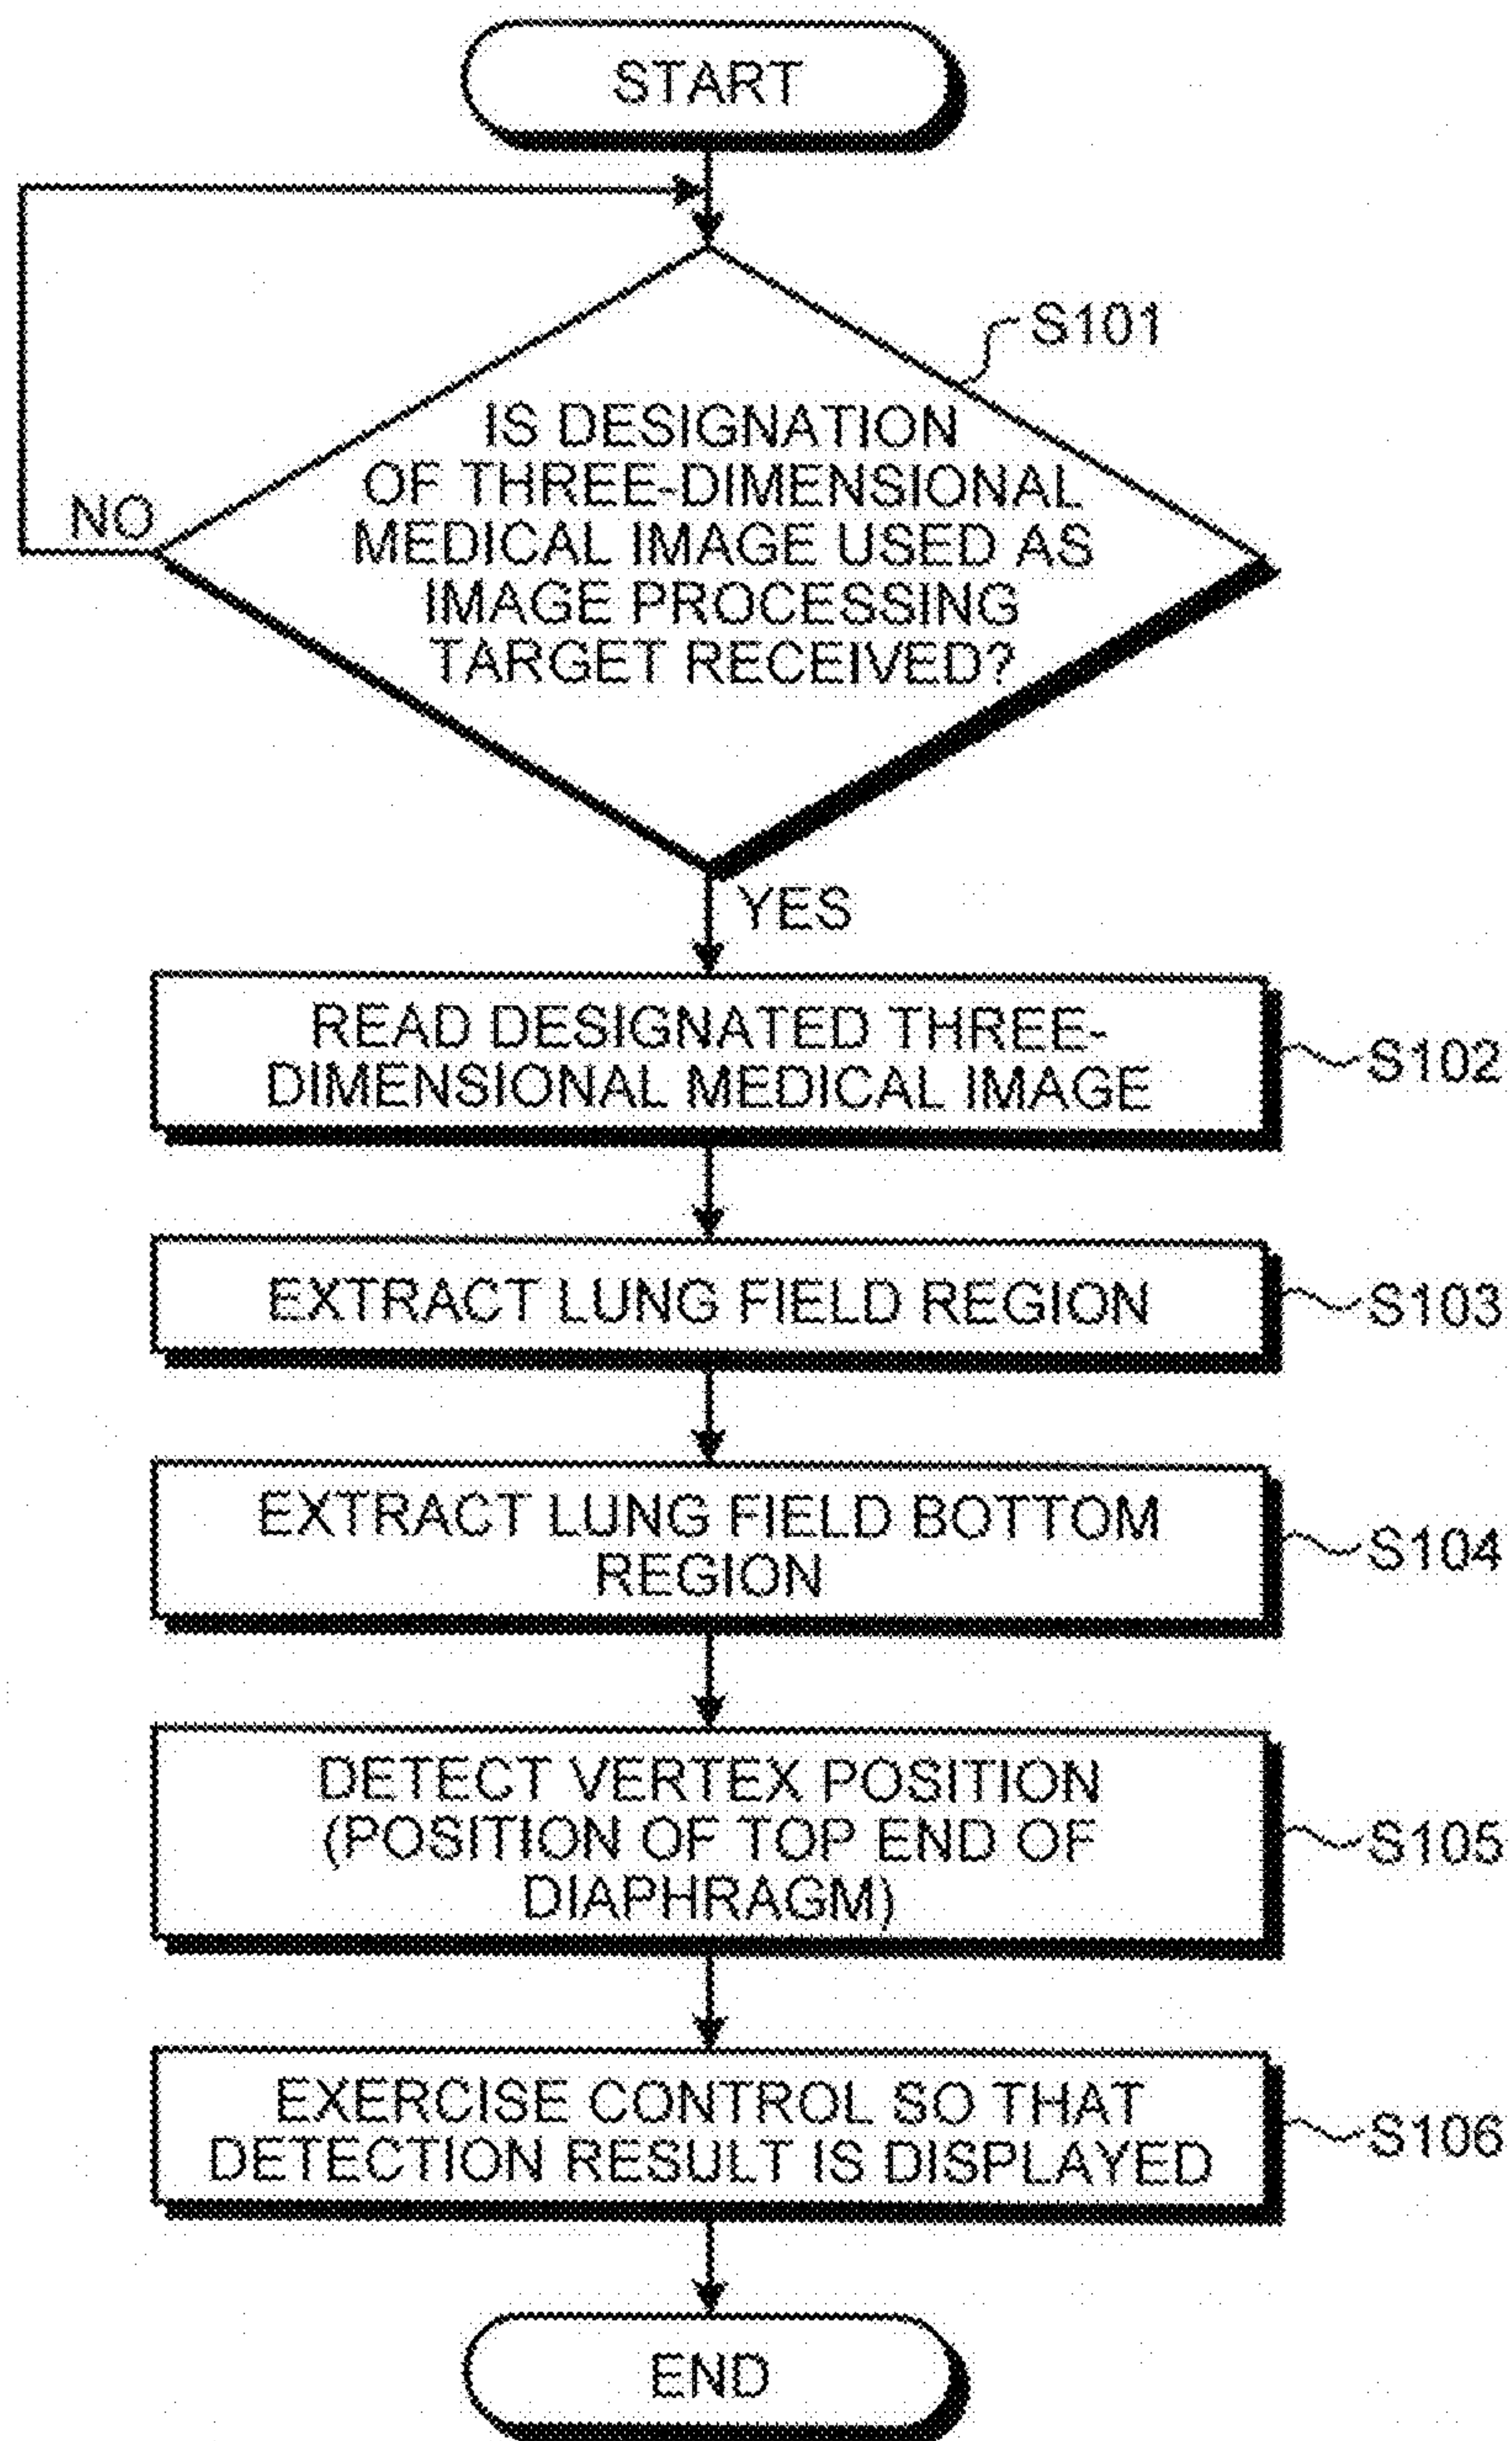 START
S101
IS DESIGNATION
OF THREE-DIMENSIONAL
MEDICAL IMAGE USED AS
IMAGE PROCESSING
TARGET RECEIVED?
NO
YES
READ DESIGNATED THREE-
DIMENSIONAL MEDICAL IMAGE
S102
EXTRACT LUNG FIELD REGION
S103
EXTRACT LUNG FIELD BOTTOM
REGION
S104
DETECT VERTEX POSITION
(POSITION OF TOP END OF
DIAPHRAGM)
S105
EXERCISE CONTROL SO THAT
DETECTION RESULT IS DISPLAYED
S106
END